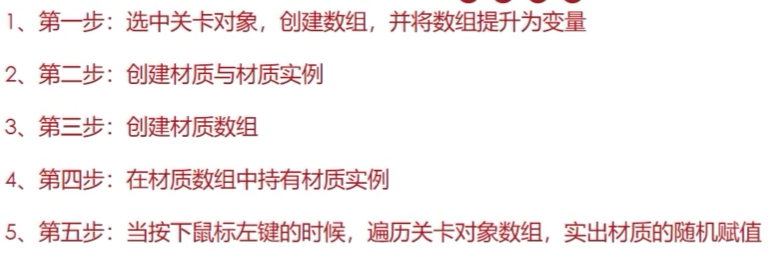 1、第一步：选中关卡对象，创建数组，并将数组提升为变量
2、第二步：创建材质与材质实例
3、第三步：创建材质数组
4、第四步：在材质数组中持有材质实例
5、第五步：当按下鼠标左键的时候，遍历关卡对象数组，实出材质的随机赋值